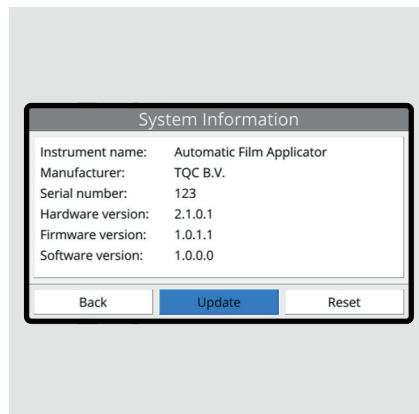 System Information
Instrument name: Automatic Film Applicator
Manufacturer: TQC B.V.
Serial number: 123
Hardware version: 2.1.0.1
Firmware version: 1.0.1.1
Software version: 1.0.0.0
Back Update Reset